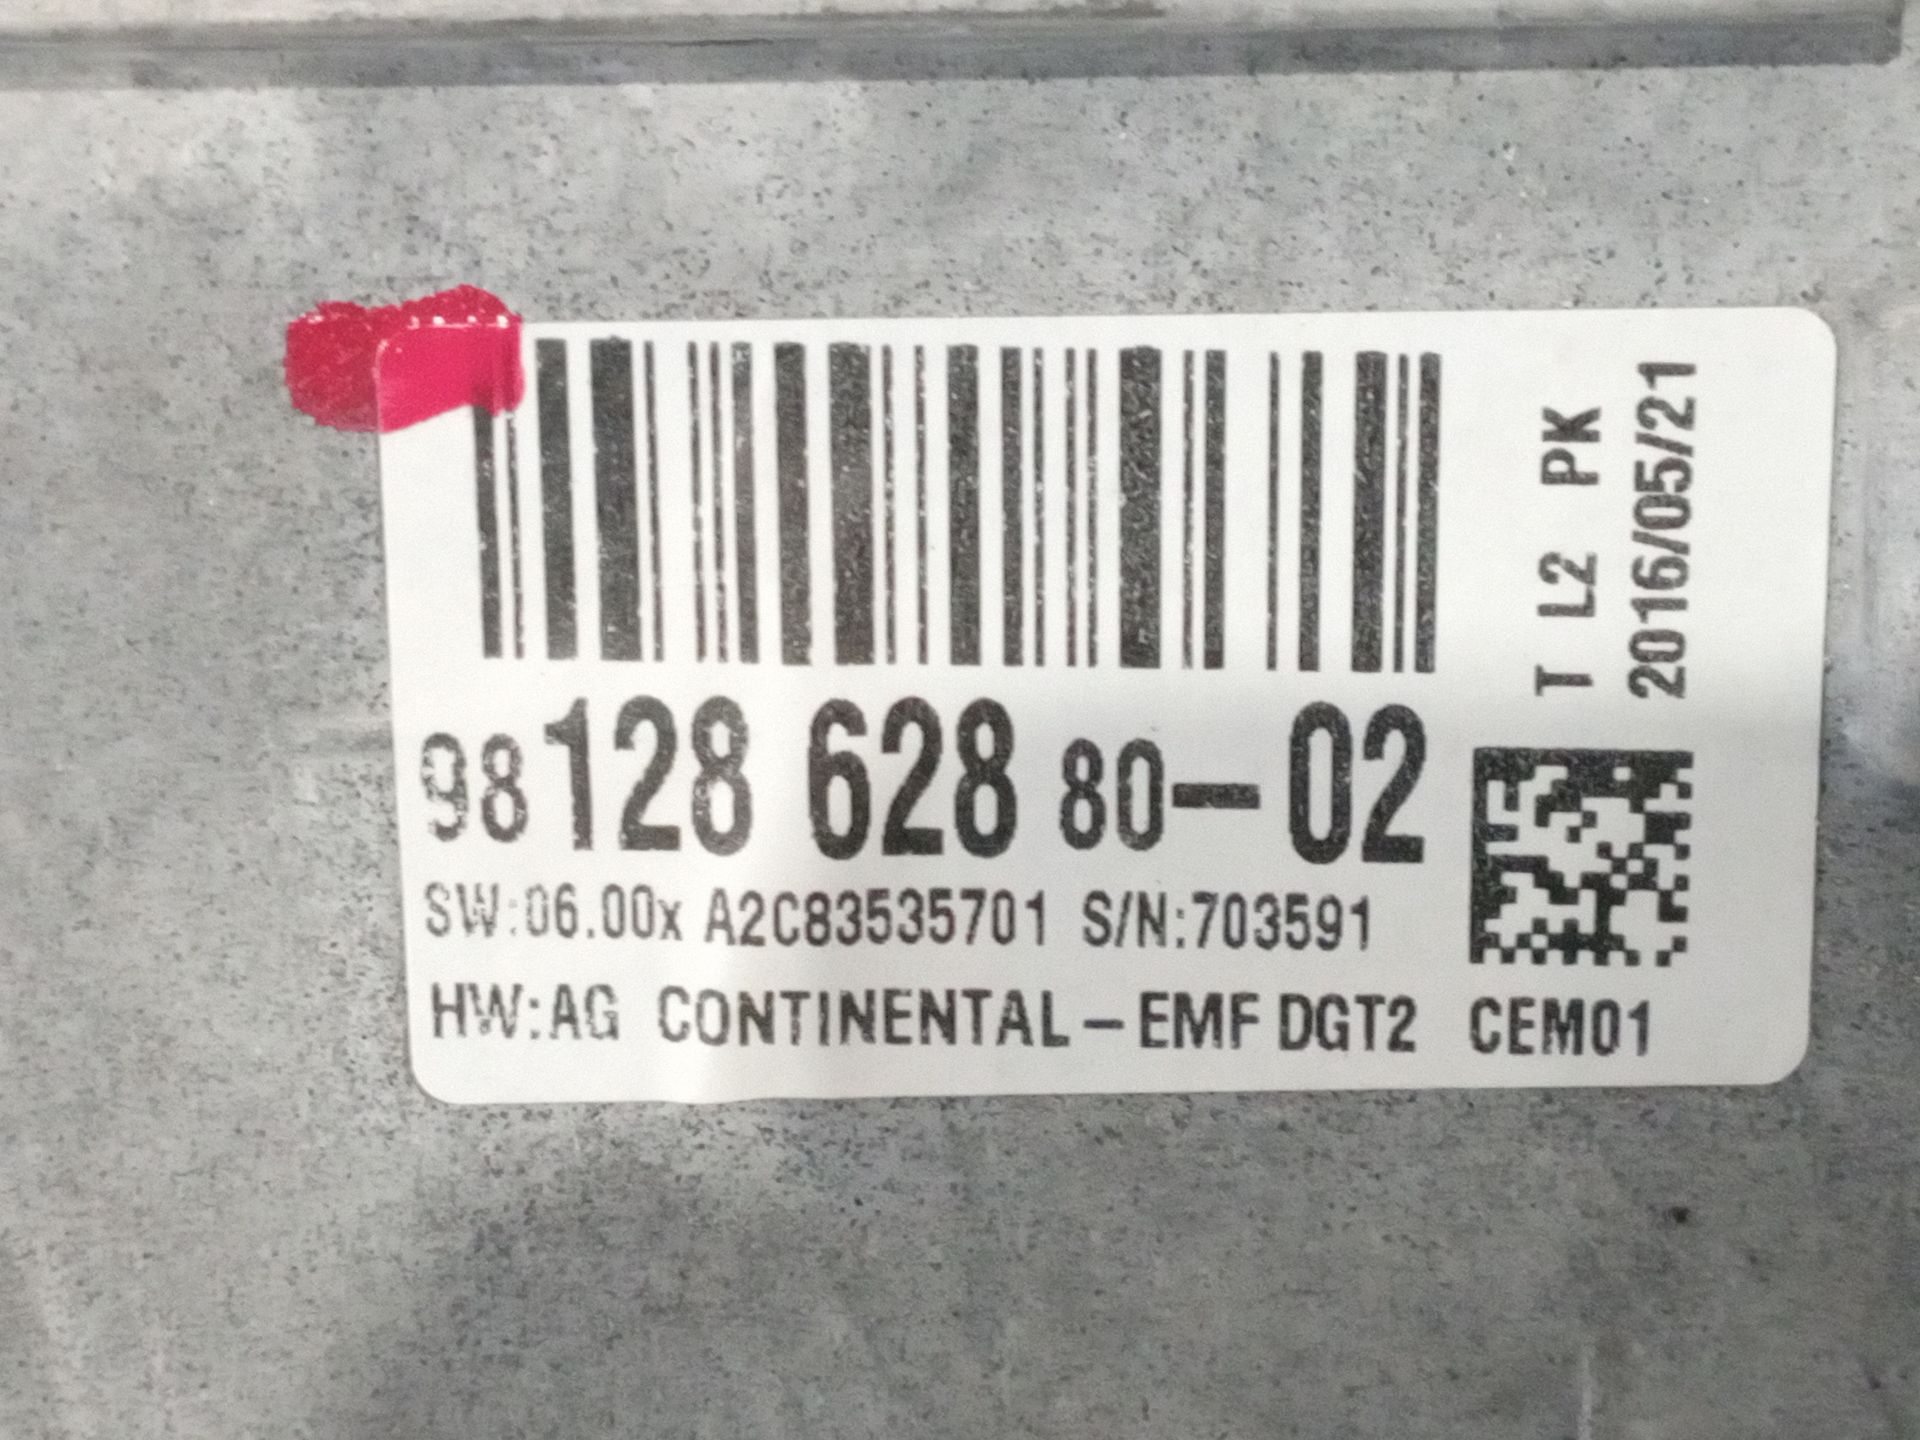 98 128 628 80-02
SW:06.00x A2C83535701 S/N:703591
HW:AG CONTINENTAL-EMF DGT2 CEM01
T L2 PK
2016/05/21